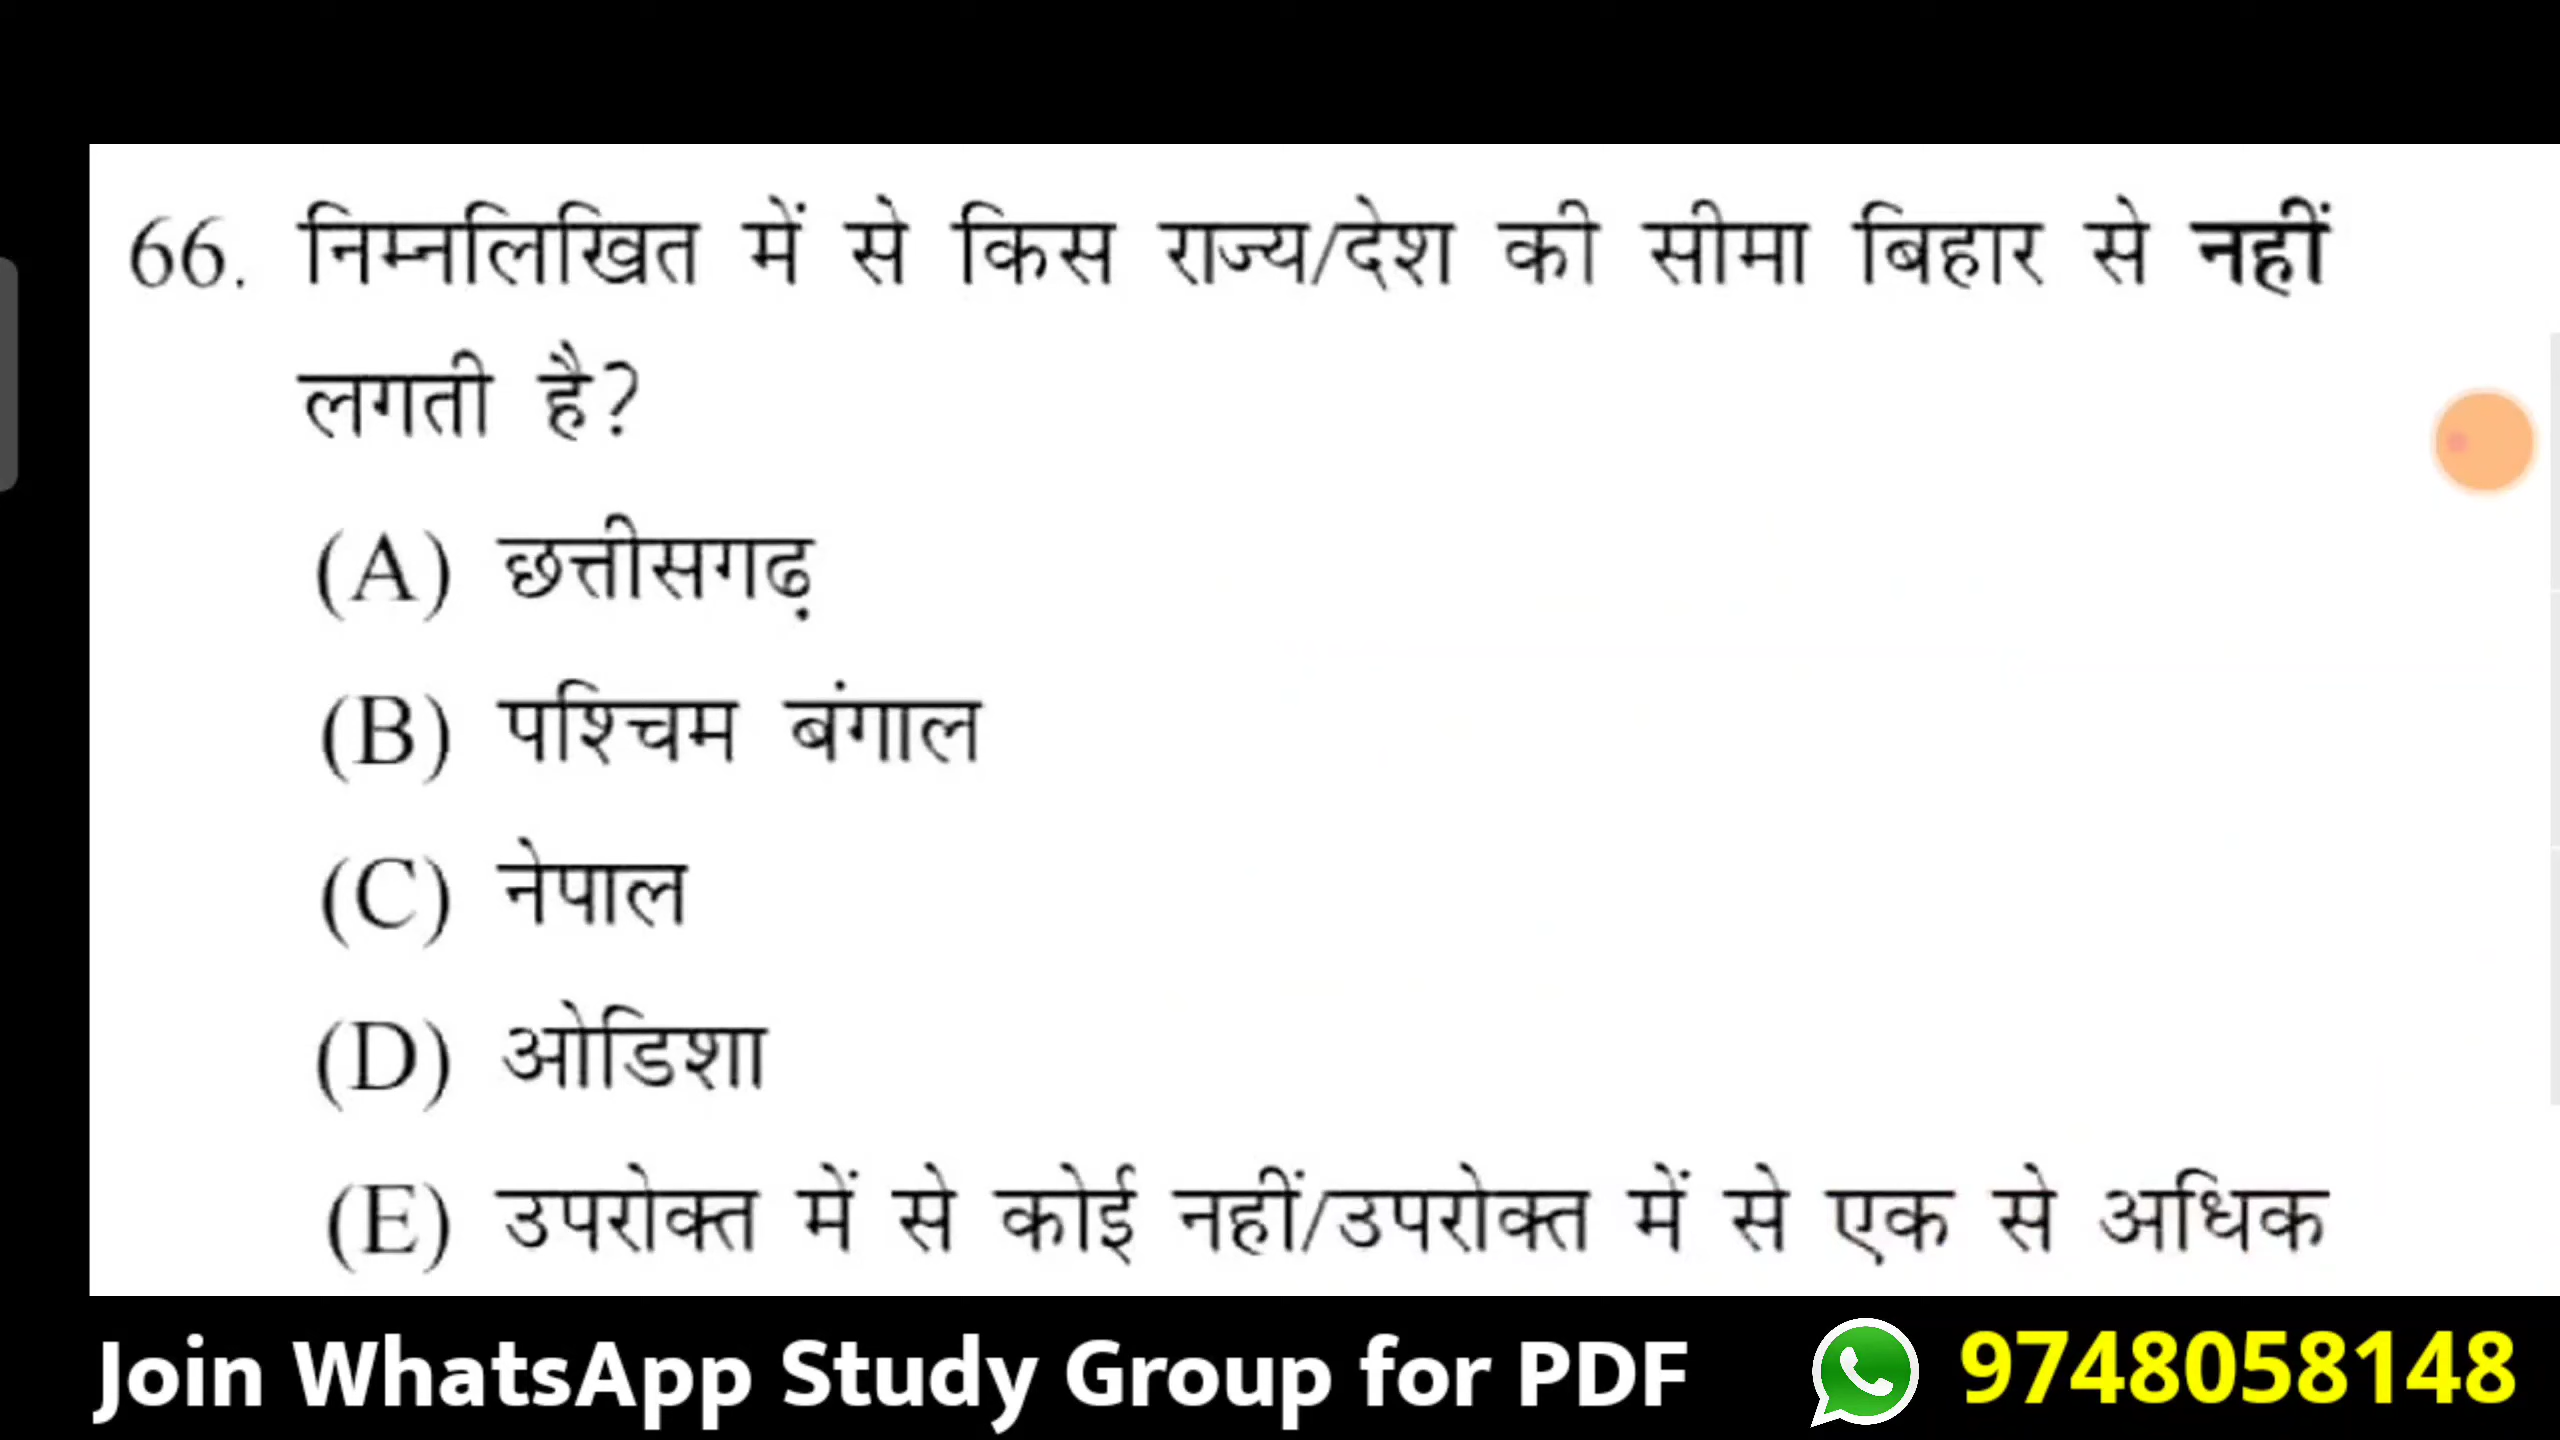 66. निम्नलिखित में से किस राज्य/देश की सीमा बिहार से नहीं
लगती है?
(A) छत्तीसगढ़
(B) पश्चिम बंगाल
(C) नेपाल
(D) ओडिशा
(E) उपरोक्त में से कोई नहीं/उपरोक्त में से एक से अधिक
Join WhatsApp Study Group for PDF 9748058148